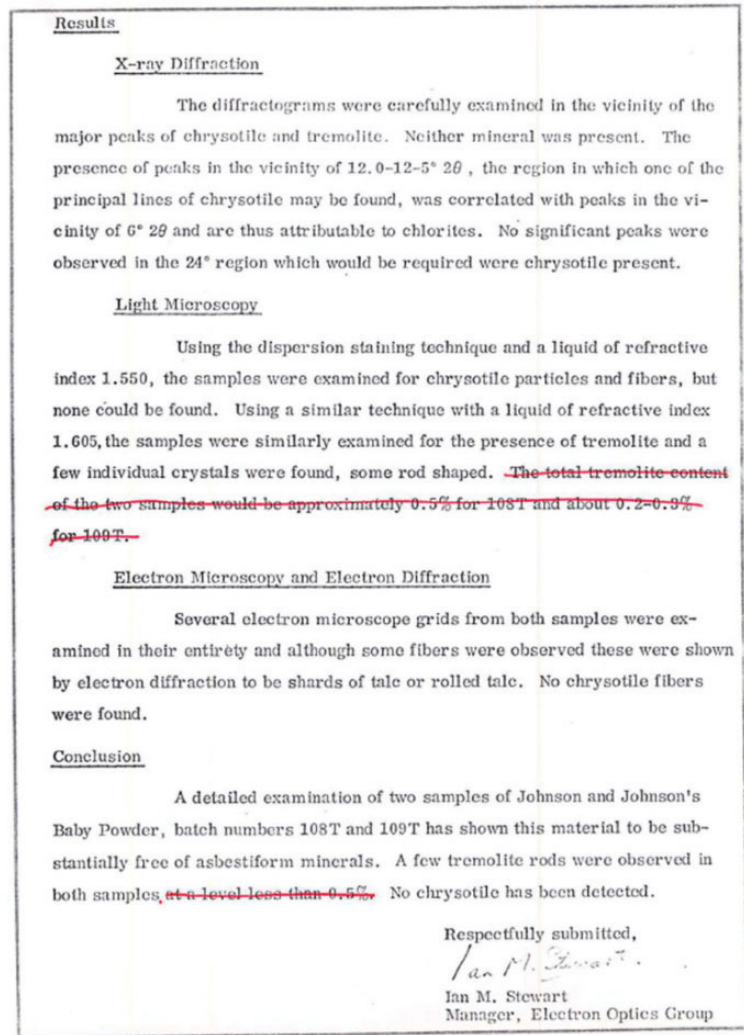 Results
X-ray Diffraction
The diffractograms were carefully examined in the vicinity of the
major peaks of chrysotile and tremolite. Neither mineral was present. The
presence of peaks in the vicinity of 12.0-12-5° 2θ , the region in which one of the
principal lines of chrysotile may be found, was correlated with peaks in the vi-
cinity of 6° 2θ and are thus attributable to chlorites. No significant peaks were
observed in the 24° region which would be required were chrysotile present.
Light Microscopy
Using the dispersion staining technique and a liquid of refractive
index 1.550, the samples were examined for chrysotile particles and fibers, but
none could be found. Using a similar technique with a liquid of refractive index
1.605, the samples were similarly examined for the presence of tremolite and a
few individual crystals were found, some rod shaped. The total tremolite content
of the two samples would be approximately 0.5% for 108T and about 0.2-0.3%
for 109T.
Electron Microscopy and Electron Diffraction
Several electron microscope grids from both samples were ex-
amined in their entirety and although some fibers were observed these were shown
by electron diffraction to be shards of talc or rolled talc. No chrysotile fibers
were found.
Conclusion
A detailed examination of two samples of Johnson and Johnson's
Baby Powder, batch numbers 108T and 109T has shown this material to be sub-
stantially free of asbestiform minerals. A few tremolite rods were observed in
both samples. at a level less than 0.5%. No chrysotile has been detected.
Respectfully submitted,
Ian M. Stewart.
Ian M. Stewart
Manager, Electron Optics Group